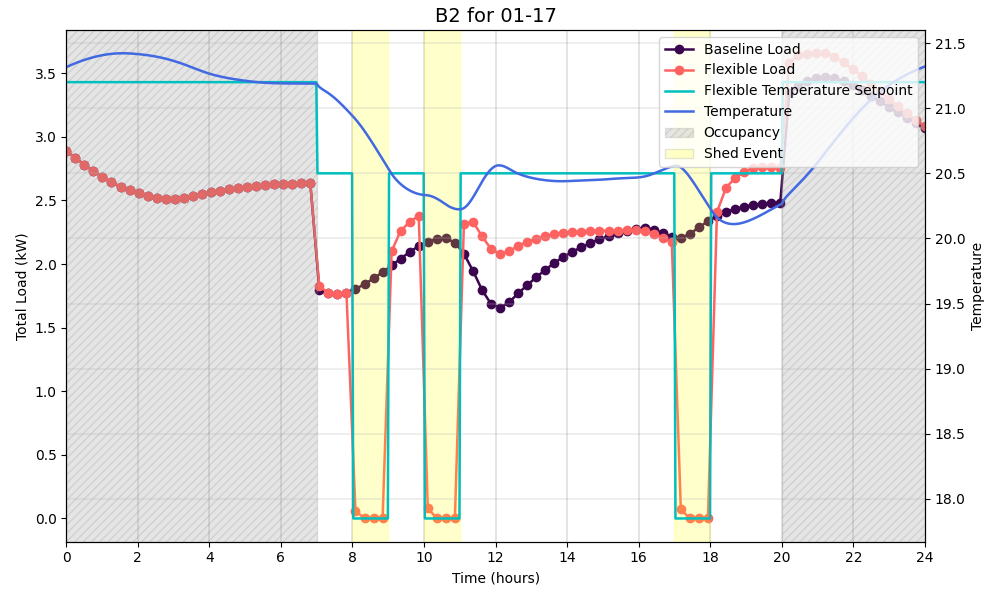 B2 for 01-17
Baseline Load
Flexible Load
Flexible Temperature Setpoint
Temperature
Occupancy
Shed Event
Total Load (kW)
3.5
3.0
2.5
2.0
1.5
1.0
0.5
0.0
Temperature
21.5
21.0
20.5
20.0
19.5
19.0
18.5
18.0
0 2 4 6 8 10 12 14 16 18 20 22 24
Time (hours)